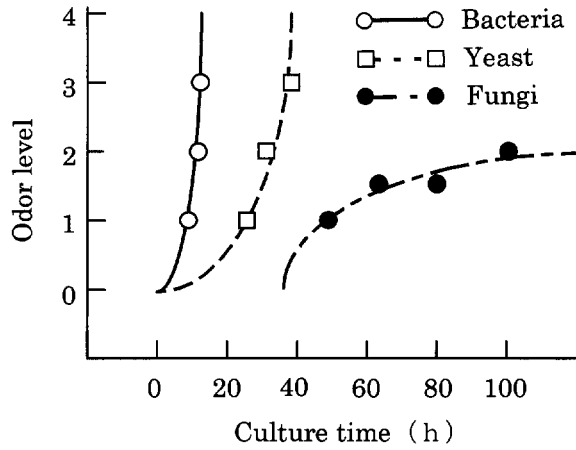 4
3
2
1
0
Odor level
Bacteria
Yeast
Fungi
0 20 40 60 80 100
Culture time (h)